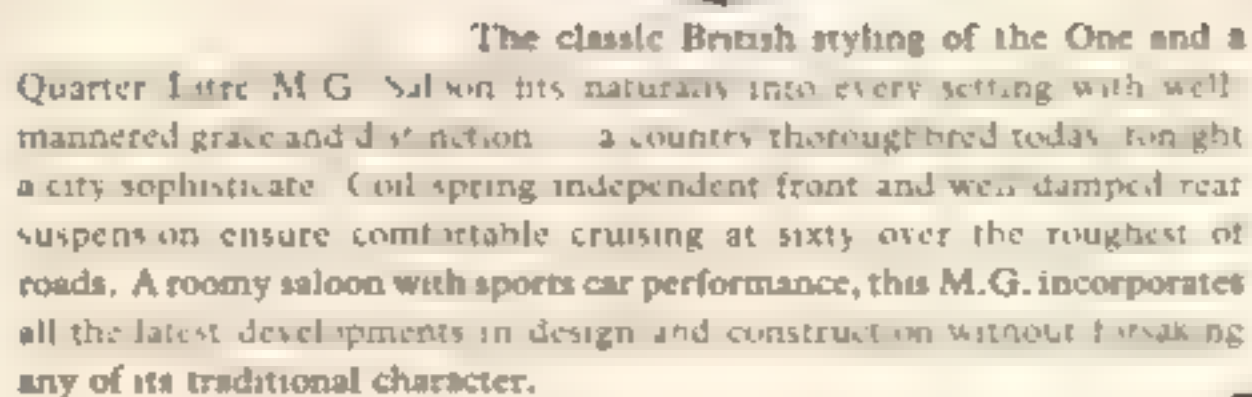 The classic British styling of the One and a
Quarter Litre M.G. Saloon fits naturally into every setting with well
mannered grace and distinction a country thoroughbred today tonight
a city sophisticate. Coil spring independent front and well damped rear
suspension ensure comfortable cruising at sixty over the roughest of
roads. A roomy saloon with sports car performance, this M.G. incorporates
all the latest developments in design and construction without forsaking
any of its traditional character.